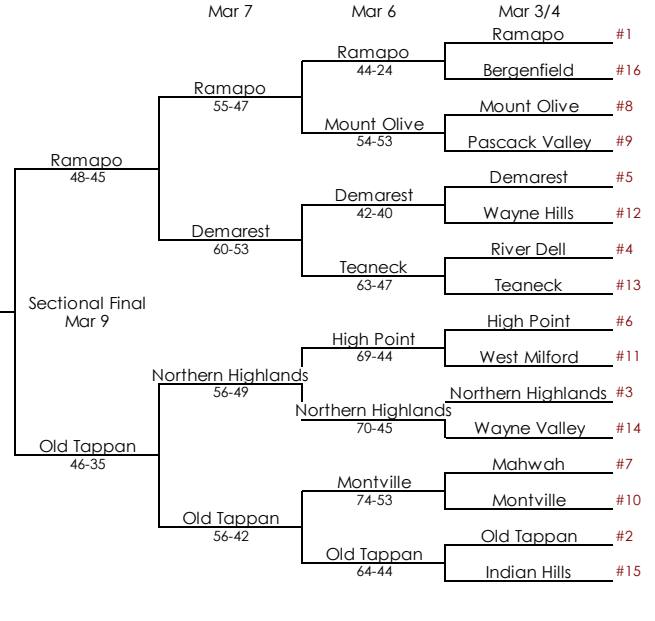 Mar 7
Mar 6
Mar 3/4
Ramapo #1
Ramapo
44-24
Bergenfield #16
Ramapo
55-47
Mount Olive #8
Mount Olive
54-53
Pascack Valley #9
Ramapo
48-45
Demarest #5
Demarest
42-40
Wayne Hills #12
Demarest
60-53
River Dell #4
Teaneck
63-47
Teaneck #13
Sectional Final
Mar 9
High Point #6
High Point
69-44
West Milford #11
Northern Highlands
56-49
Northern Highlands #3
Northern Highlands
70-45
Wayne Valley #14
Old Tappan
46-35
Mahwah #7
Montville
74-53
Montville #10
Old Tappan
56-42
Old Tappan #2
Old Tappan
64-44
Indian Hills #15